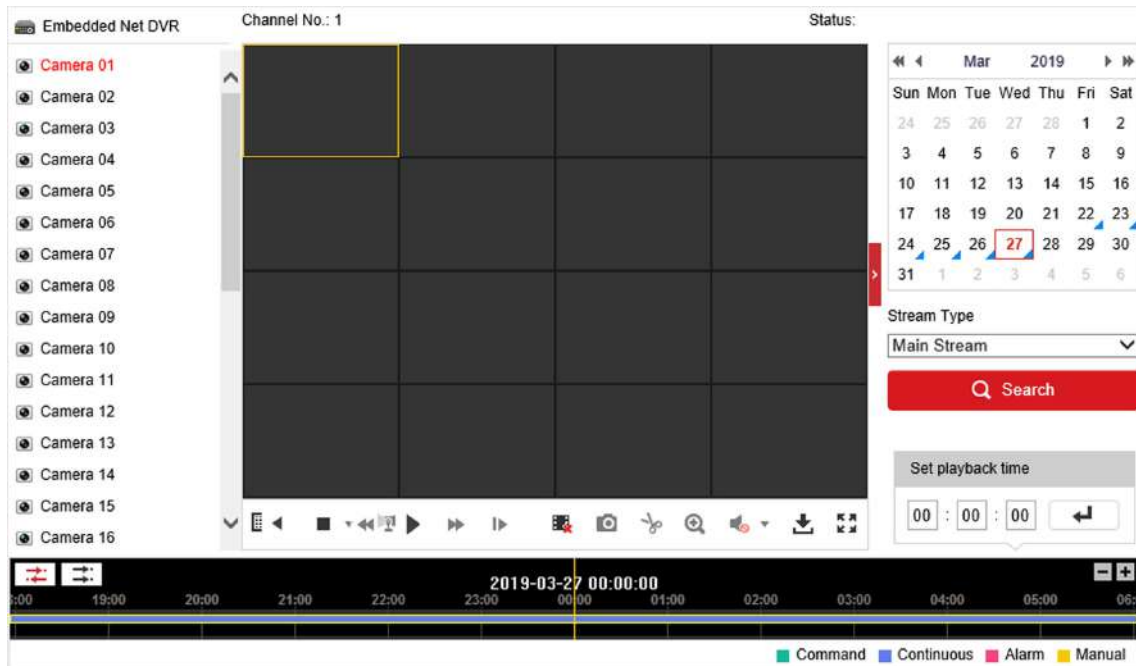 Embedded Net DVR
Channel No.: 1
Status:
Camera 01
Camera 02
Camera 03
Camera 04
Camera 05
Camera 06
Camera 07
Camera 08
Camera 09
Camera 10
Camera 11
Camera 12
Camera 13
Camera 14
Camera 15
Camera 16
Mar 2019
Sun Mon Tue Wed Thu Fri Sat
24 25 26 27 28 1 2
3 4 5 6 7 8 9
10 11 12 13 14 15 16
17 18 19 20 21 22 23
24 25 26 27 28 29 30
31 1 2 3 4 5 6
Stream Type
Main Stream
Search
Set playback time
00 : 00 : 00
2019-03-27 00:00:00
:00 19:00 20:00 21:00 22:00 23:00 00:00 01:00 02:00 03:00 04:00 05:00 06:
Command Continuous Alarm Manual